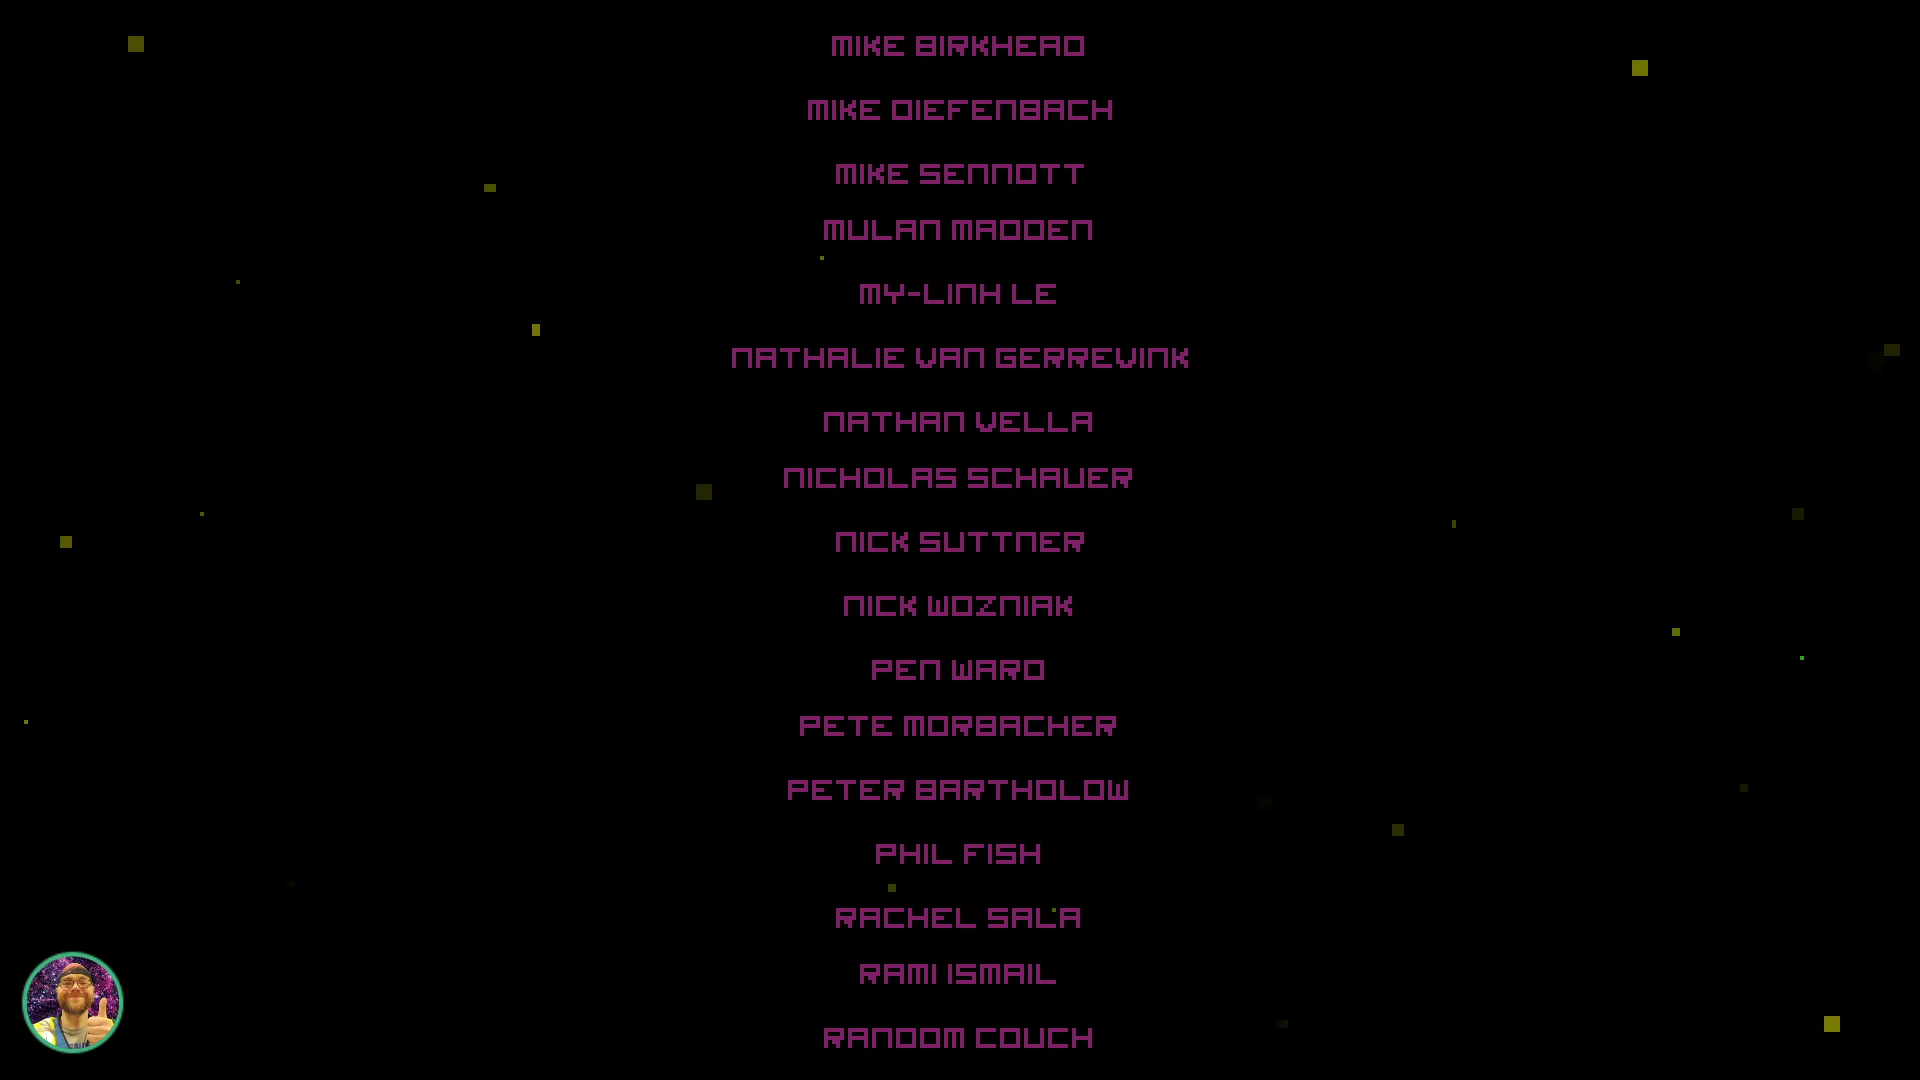 MIKE BIRKHEAD
MIKE DIEFENBACH
MIKE SENNOTT
MULAN MADDEN
MY-LINH LE
NATHALIE VAN GERREVINK
NATHAN VELLA
NICHOLAS SCHAUER
NICK SUTTNER
NICK WOZNIAK
PEN WARD
PETE MORBACHER
PETER BARTHOLOW
PHIL FISH
RACHEL SALA
RAMI ISMAIL
RANDOM COUCH